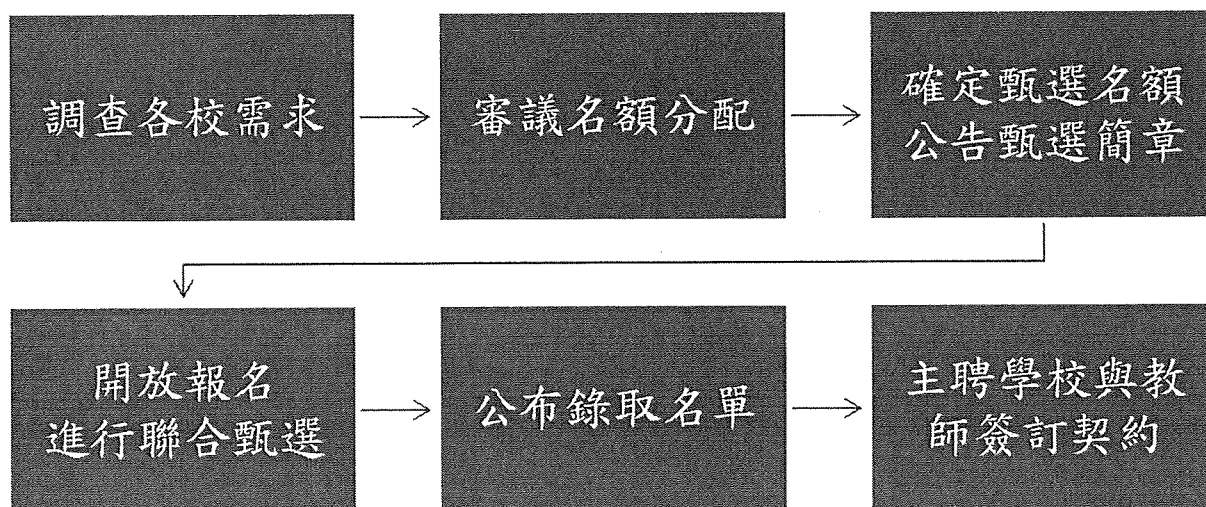 調查各校需求
審議名額分配
確定甄選名額
公告甄選簡章
開放報名
進行聯合甄選
公布錄取名單
主聘學校與教
師簽訂契約